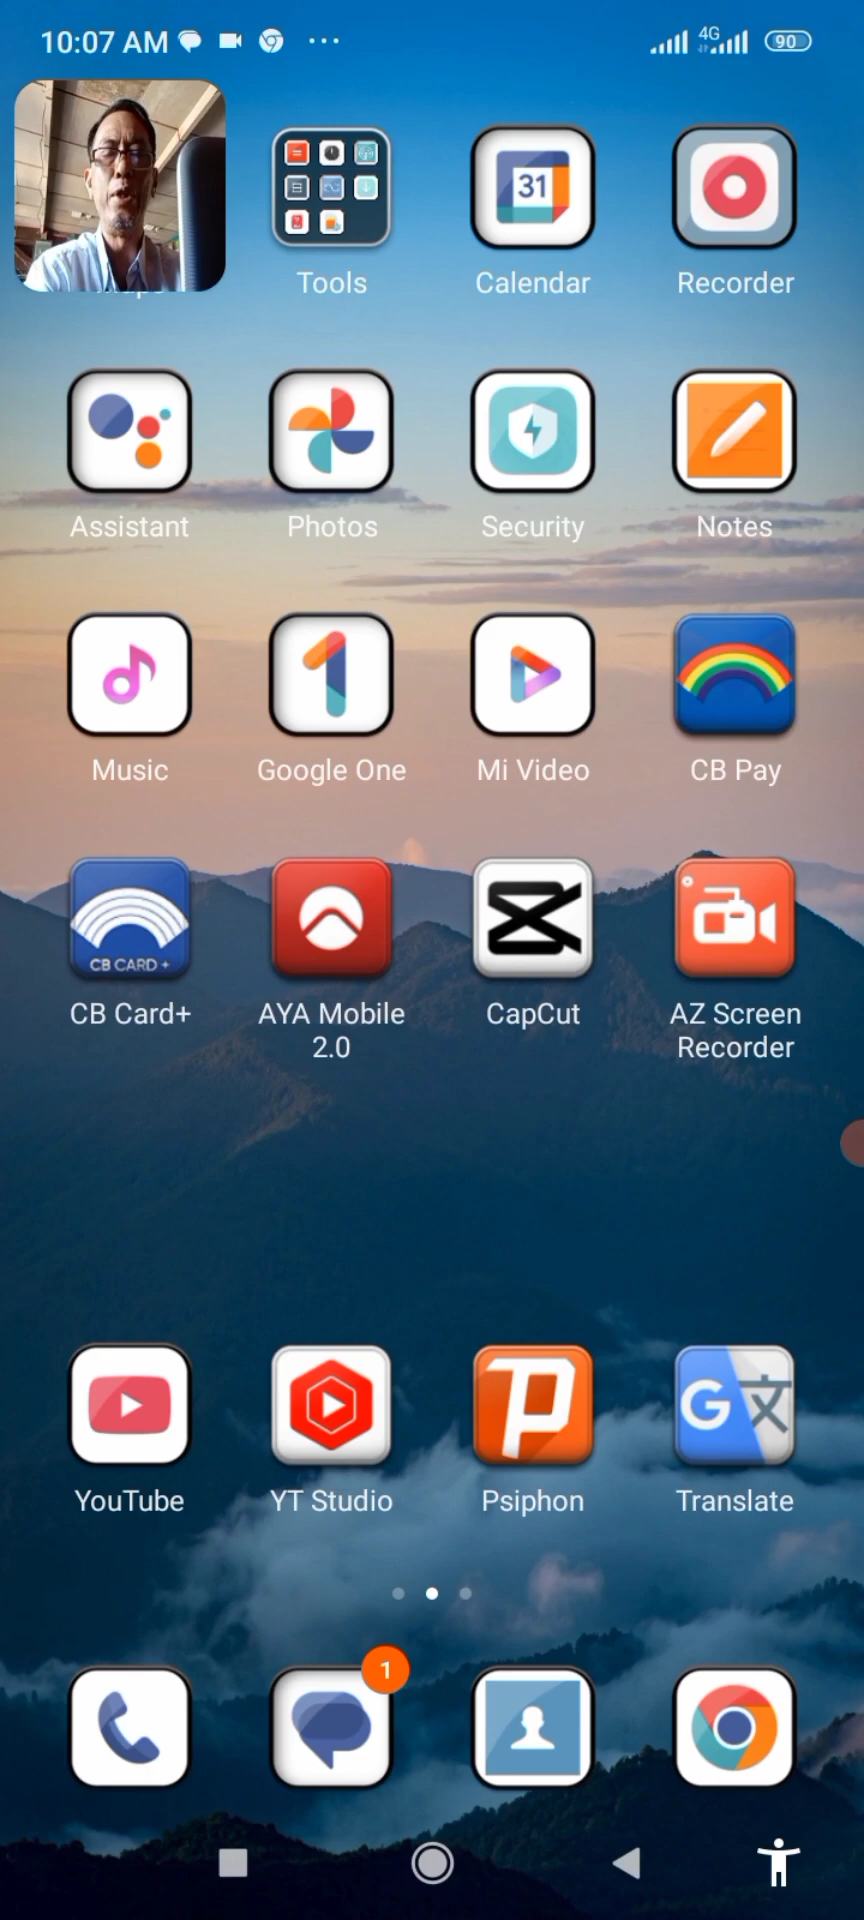 10:07 AM
4G
90
Tools
31
Calendar
Recorder
Assistant
Photos
Security
Notes
Music
Google One
Mi Video
CB Pay
CB CARD +
CB Card+
AYA Mobile
2.0
CapCut
AZ Screen
Recorder
YouTube
YT Studio
Psiphon
G 文
Translate
1